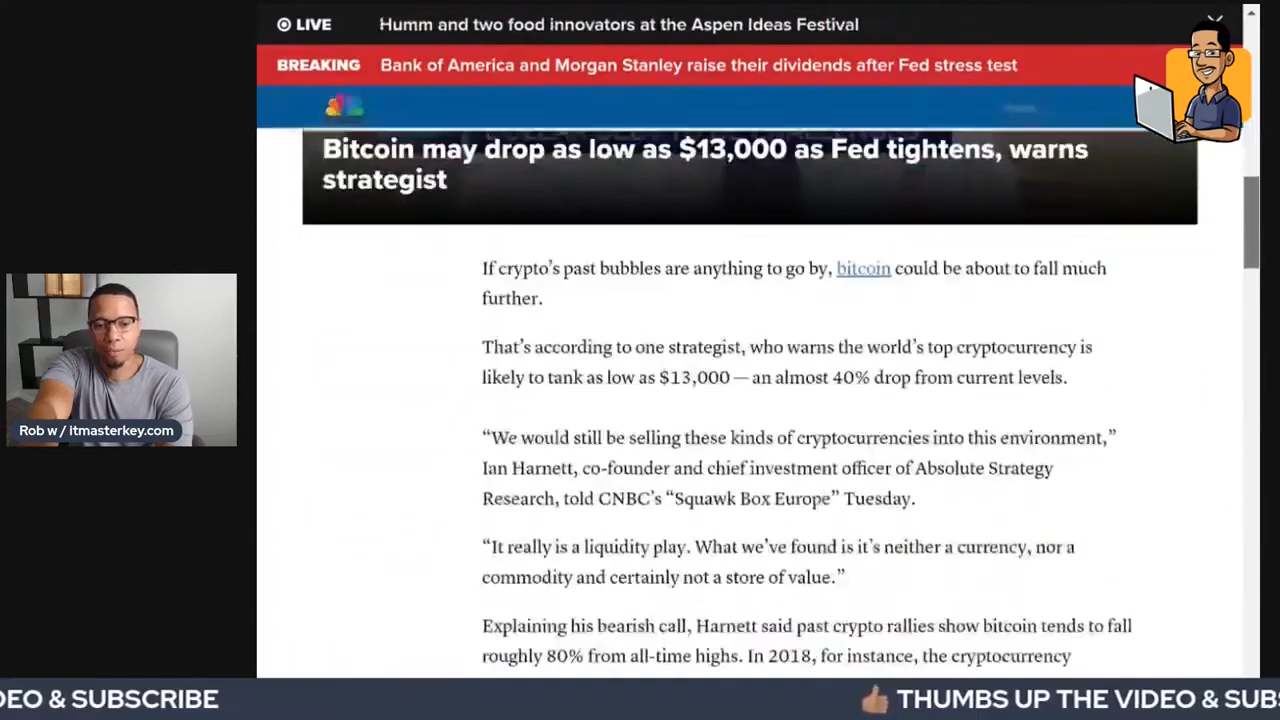 LIVE
Humm and two food innovators at the Aspen Ideas Festival
BREAKING
Bank of America and Morgan Stanley raise their dividends after Fed stress test
Bitcoin may drop as low as $13,000 as Fed tightens, warns
strategist
If crypto’s past bubbles are anything to go by, bitcoin could be about to fall much
further.
That’s according to one strategist, who warns the world’s top cryptocurrency is
likely to tank as low as $13,000 — an almost 40% drop from current levels.
“We would still be selling these kinds of cryptocurrencies into this environment,”
Ian Harnett, co-founder and chief investment officer of Absolute Strategy
Research, told CNBC’s “Squawk Box Europe” Tuesday.
“It really is a liquidity play. What we’ve found is it’s neither a currency, nor a
commodity and certainly not a store of value.”
Explaining his bearish call, Harnett said past crypto rallies show bitcoin tends to fall
roughly 80% from all-time highs. In 2018, for instance, the cryptocurrency
Rob w / itmasterkey.com
DEO & SUBSCRIBE
THUMBS UP THE VIDEO & SUBS